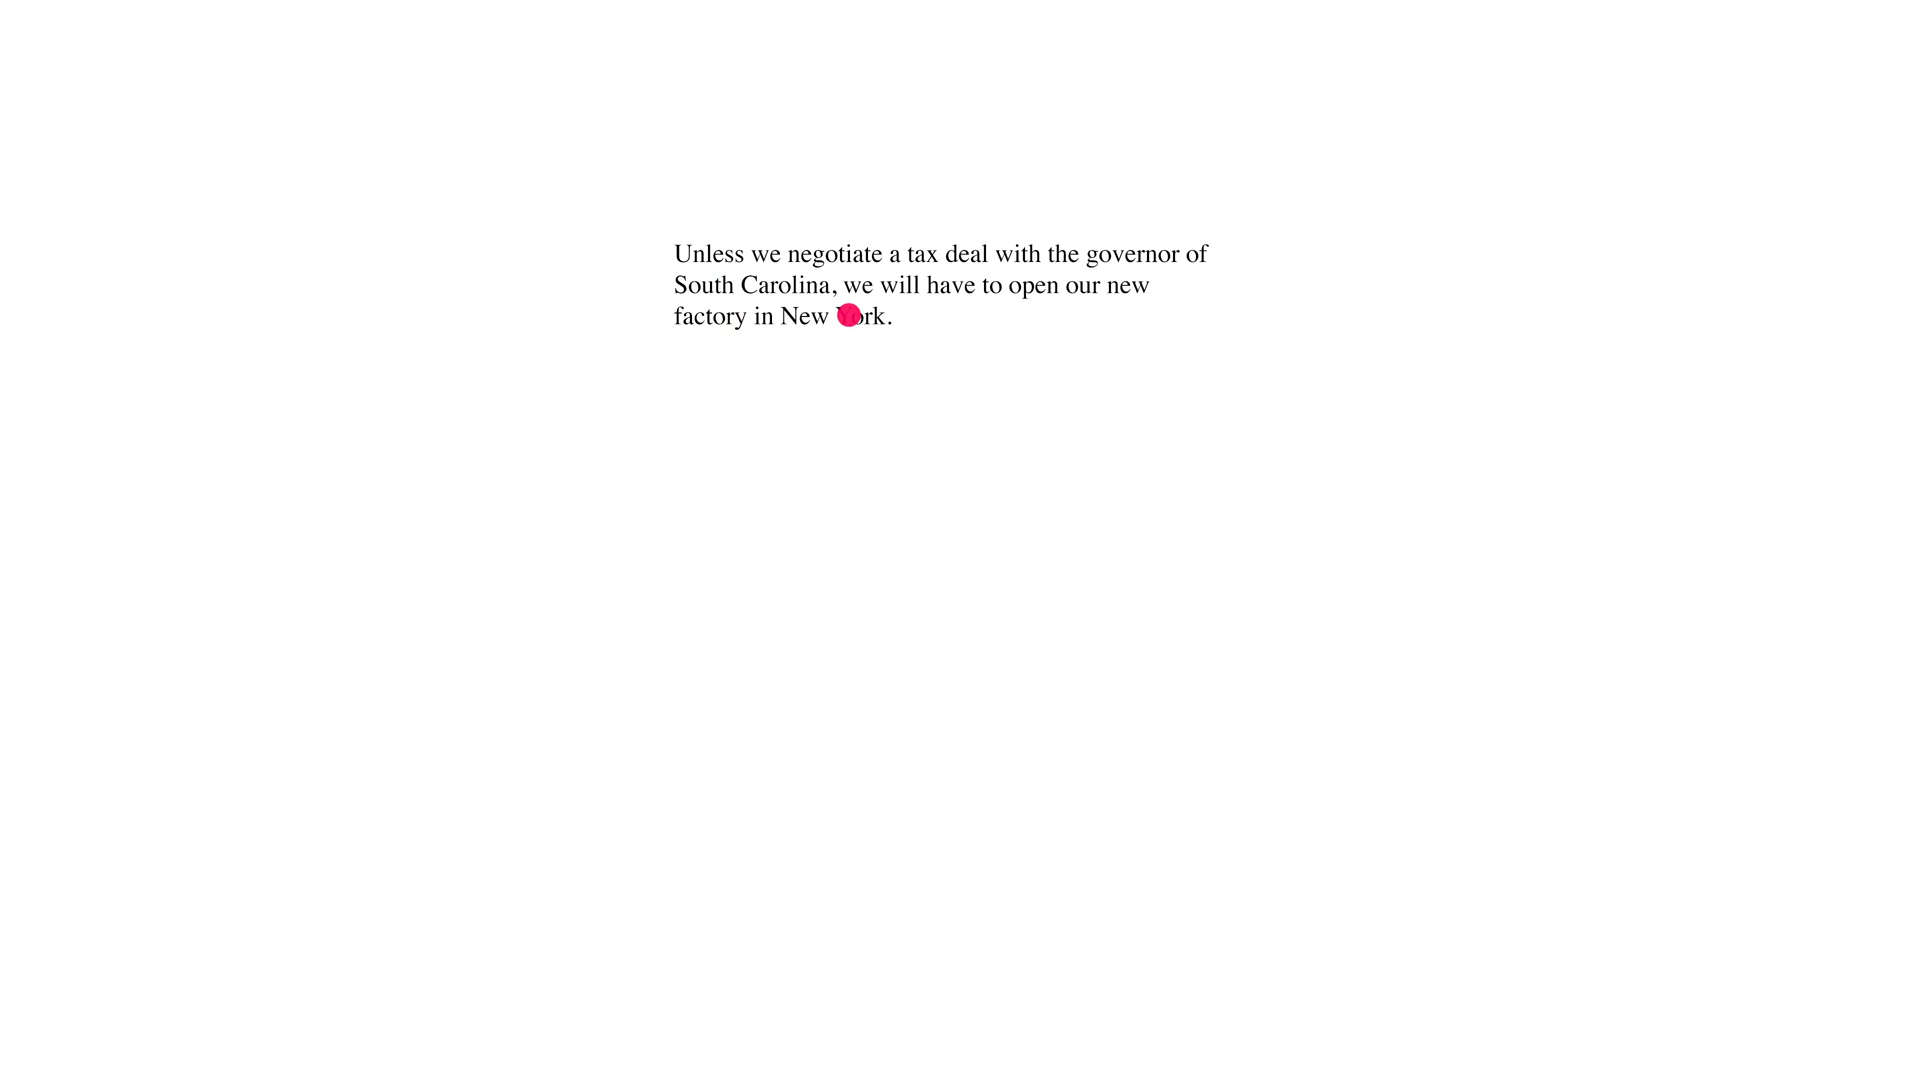 Unless we negotiate a tax deal with the governor of
South Carolina, we will have to open our new
factory in New York.